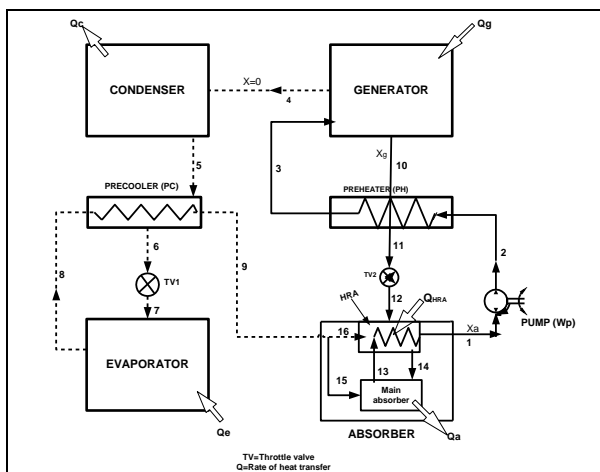 Qc
Qg
CONDENSER
X=0
4
GENERATOR
5
3
Xg
10
PRECOOLER (PC)
PREHEATER (PH)
6
8
9
11
2
TV1
TV2
7
12
HRA
QHRA
EVAPORATOR
16
Xa
1
PUMP (Wp)
13
14
15
Main
absorber
Qe
ABSORBER
Qa
TV=Throttle valve
Q=Rate of heat transfer